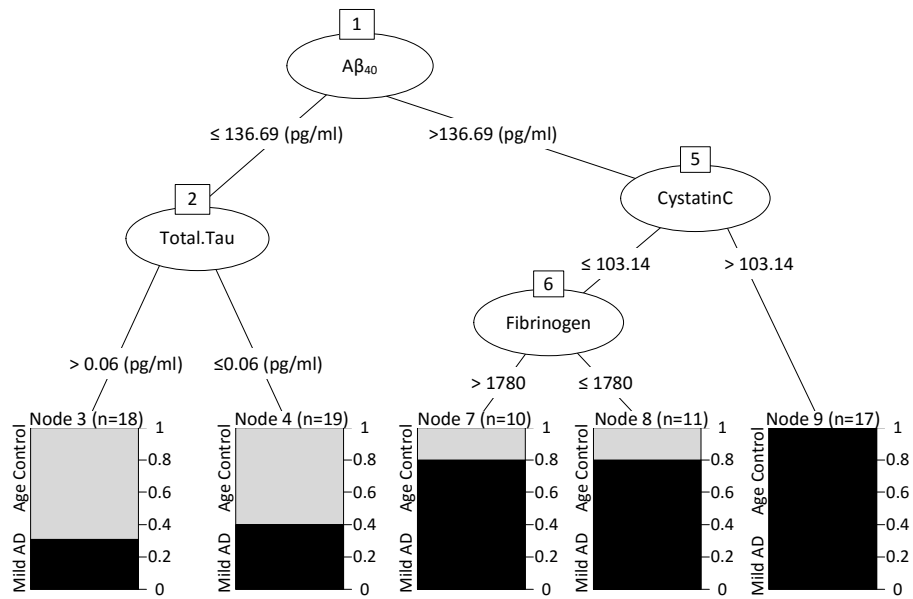 1
Aβ₄₀
≤ 136.69 (pg/ml)
>136.69 (pg/ml)
2
Total.Tau
5
CystatinC
≤ 103.14
> 103.14
6
Fibrinogen
> 0.06 (pg/ml)
≤0.06 (pg/ml)
> 1780
≤ 1780
Node 3 (n=18)
Mild AD Age Control
1
0.8
0.6
0.4
0.2
0
Node 4 (n=19)
Mild AD Age Control
1
0.8
0.6
0.4
0.2
0
Node 7 (n=10)
Mild AD Age Control
1
0.8
0.6
0.4
0.2
0
Node 8 (n=11)
Mild AD Age Control
1
0.8
0.6
0.4
0.2
0
Node 9 (n=17)
Mild AD Age Control
1
0.8
0.6
0.4
0.2
0